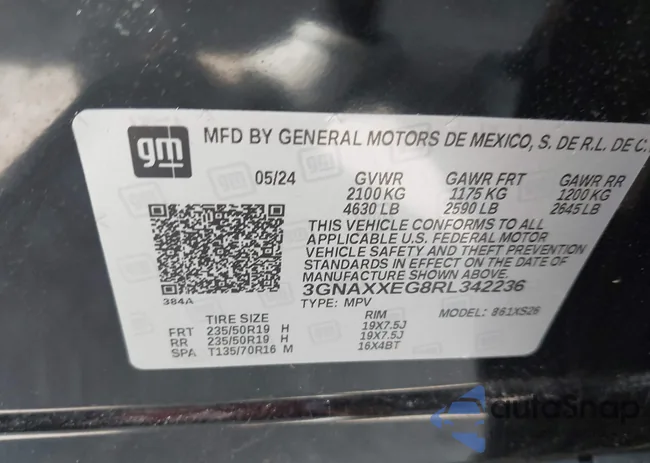 gm
MFD BY GENERAL MOTORS DE MEXICO, S. DE R.L. DE C.
05/24 GVWR GAWR FRT GAWR RR
2100 KG 1175 KG 1200 KG
4630 LB 2590 LB 2645 LB
THIS VEHICLE CONFORMS TO ALL
APPLICABLE U.S. FEDERAL MOTOR
VEHICLE SAFETY AND THEFT PREVENTION
STANDARDS IN EFFECT ON THE DATE OF
MANUFACTURE SHOWN ABOVE.
384A
3GNAXXEG8RL342236
TYPE: MPV MODEL: 861XS26
TIRE SIZE RIM
FRT 235/50R19 H 19X7.5J
RR 235/50R19 H 19X7.5J
SPA T135/70R16 M 16X4BT
autoSnap